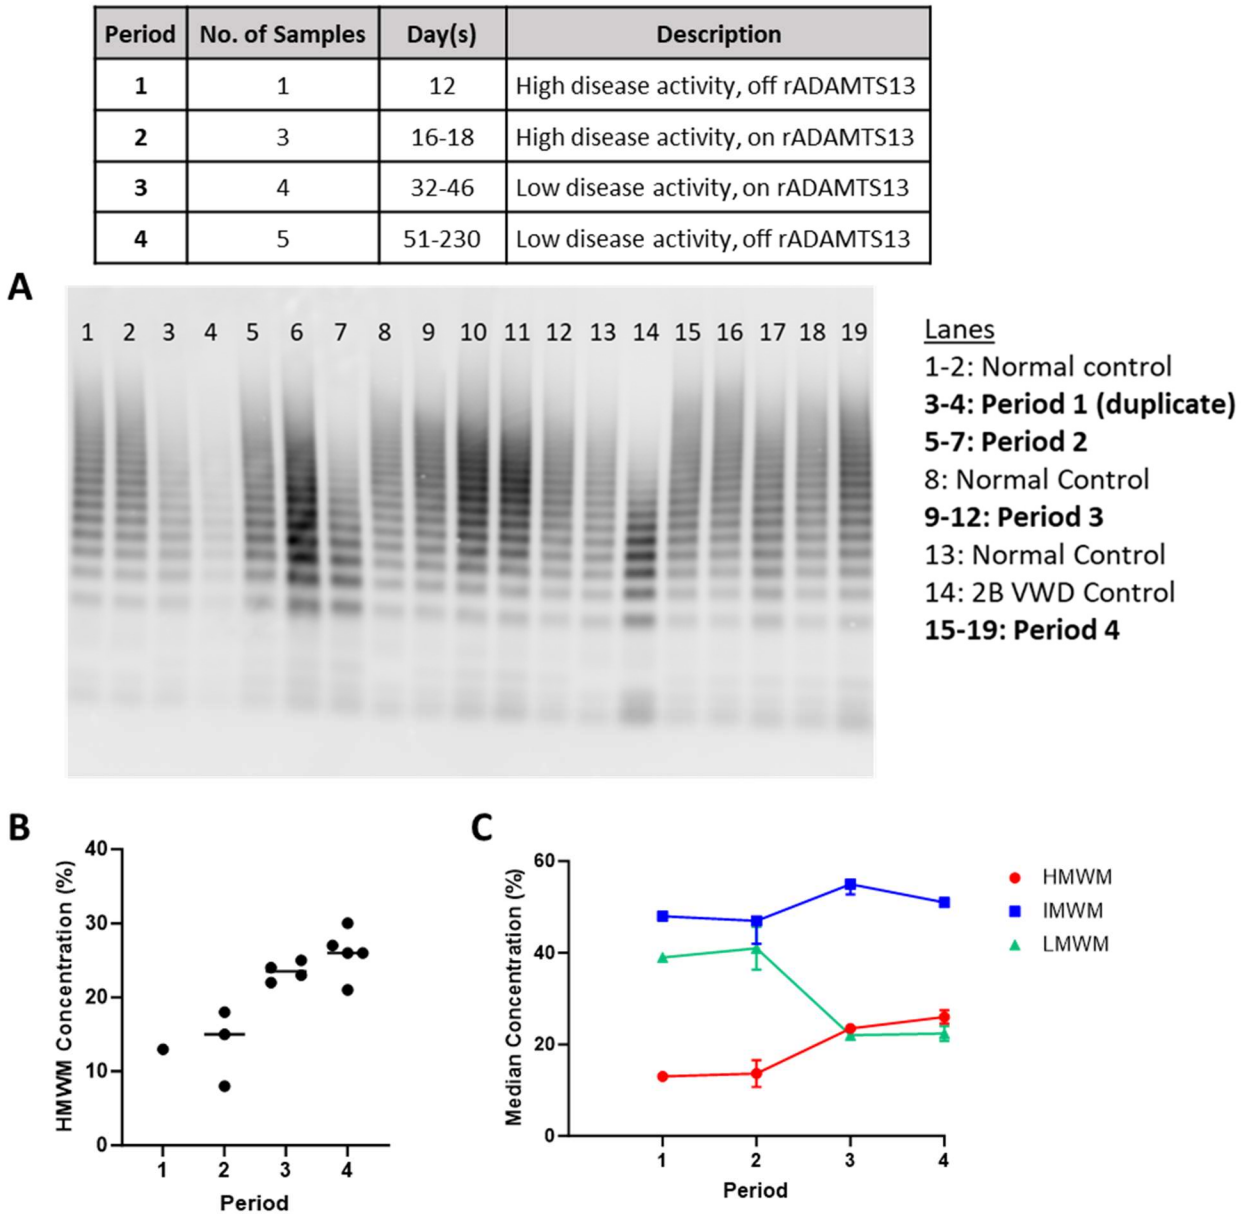 Period No. of Samples Day(s) Description
1 1 12 High disease activity, off rADAMTS13
2 3 16-18 High disease activity, on rADAMTS13
3 4 32-46 Low disease activity, on rADAMTS13
4 5 51-230 Low disease activity, off rADAMTS13
A
1 2 3 4 5 6 7 8 9 10 11 12 13 14 15 16 17 18 19
Lanes
1-2: Normal control
3-4: Period 1 (duplicate)
5-7: Period 2
8: Normal Control
9-12: Period 3
13: Normal Control
14: 2B VWD Control
15-19: Period 4
B
HMWM Concentration (%)
40
30
20
10
0
1 2 3 4
Period
C
Median Concentration (%)
60
40
20
0
1 2 3 4
Period
HMWM
IMWM
LMWM